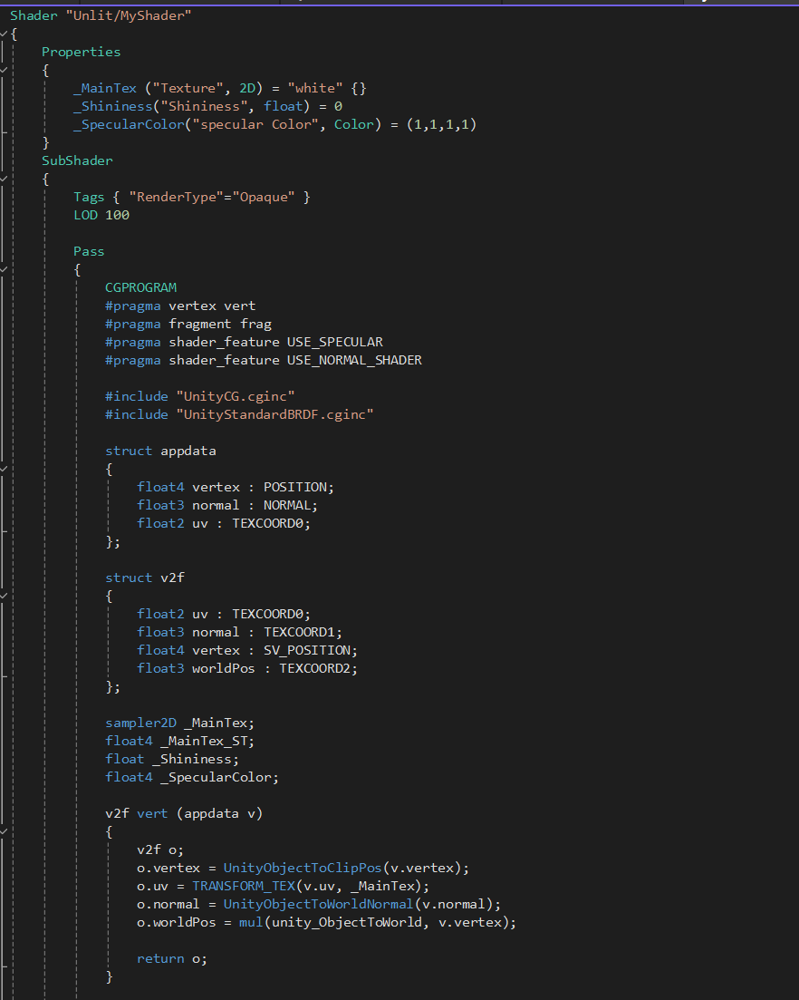 Shader "Unlit/MyShader"
{
    Properties
    {
        _MainTex ("Texture", 2D) = "white" {}
        _Shininess("Shininess", float) = 0
        _SpecularColor("specular Color", Color) = (1,1,1,1)
    }
    SubShader
    {
        Tags { "RenderType"="Opaque" }
        LOD 100

        Pass
        {
            CGPROGRAM
            #pragma vertex vert
            #pragma fragment frag
            #pragma shader_feature USE_SPECULAR
            #pragma shader_feature USE_NORMAL_SHADER

            #include "UnityCG.cginc"
            #include "UnityStandardBRDF.cginc"

            struct appdata
            {
                float4 vertex : POSITION;
                float3 normal : NORMAL;
                float2 uv : TEXCOORD0;
            };

            struct v2f
            {
                float2 uv : TEXCOORD0;
                float3 normal : TEXCOORD1;
                float4 vertex : SV_POSITION;
                float3 worldPos : TEXCOORD2;
            };

            sampler2D _MainTex;
            float4 _MainTex_ST;
            float _Shininess;
            float4 _SpecularColor;

            v2f vert (appdata v)
            {
                v2f o;
                o.vertex = UnityObjectToClipPos(v.vertex);
                o.uv = TRANSFORM_TEX(v.uv, _MainTex);
                o.normal = UnityObjectToWorldNormal(v.normal);
                o.worldPos = mul(unity_ObjectToWorld, v.vertex);

                return o;
            }